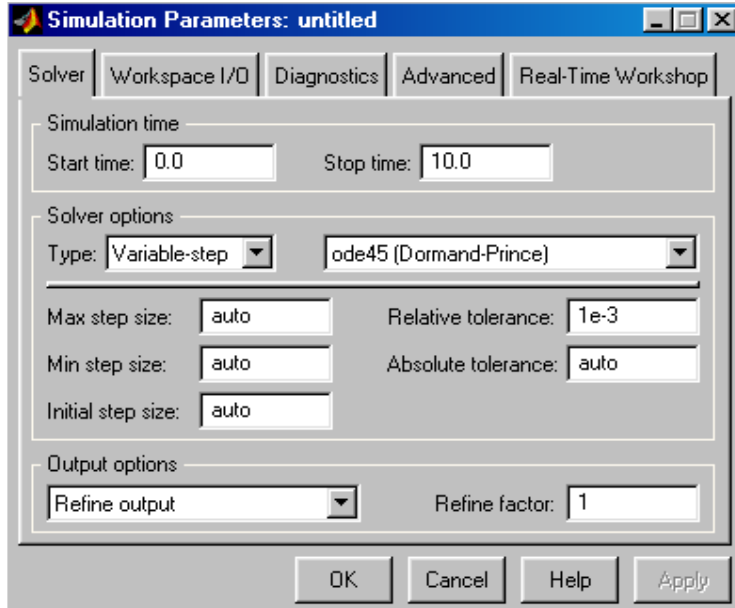 Simulation Parameters: untitled
Solver Workspace I/O Diagnostics Advanced Real-Time Workshop
Simulation time
Start time: 0.0 Stop time: 10.0
Solver options
Type: Variable-step ode45 (Dormand-Prince)
Max step size: auto Relative tolerance: 1e-3
Min step size: auto Absolute tolerance: auto
Initial step size: auto
Output options
Refine output Refine factor: 1
OK Cancel Help Apply